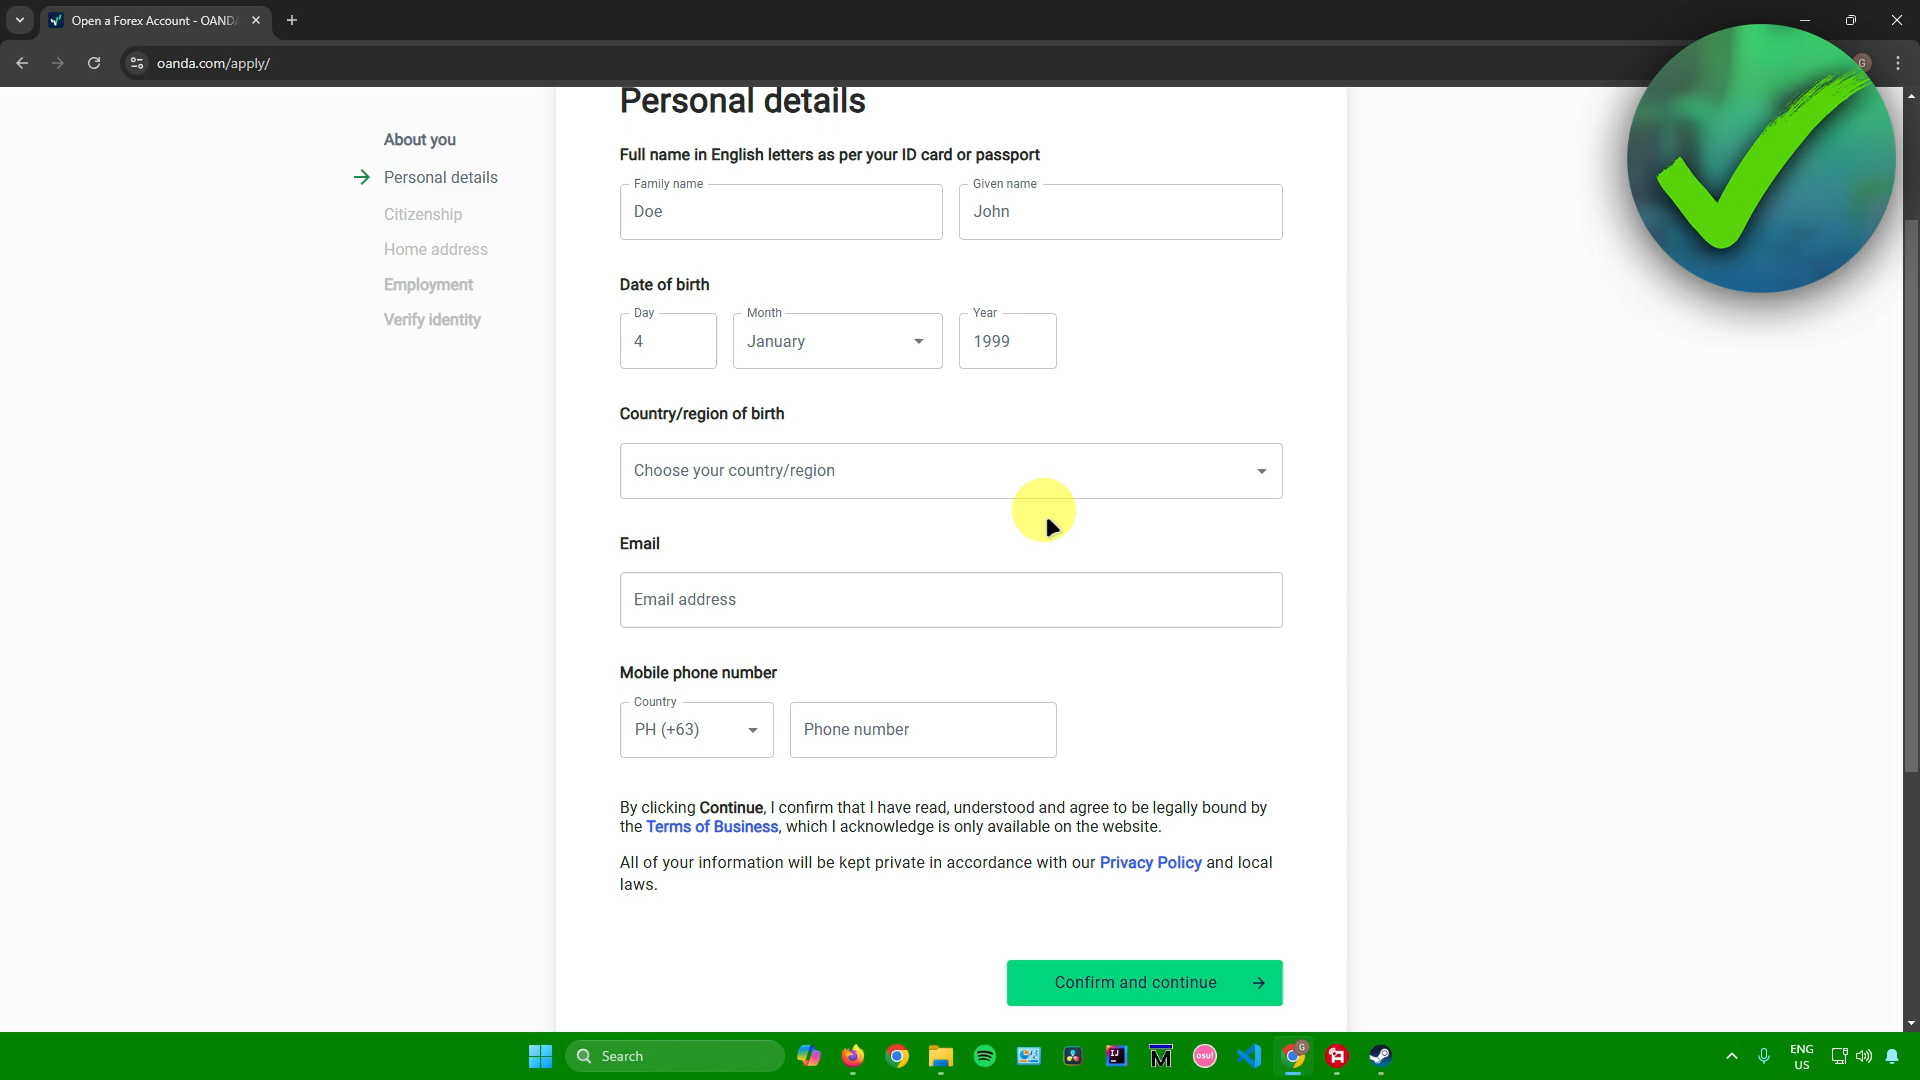 Open a Forex Account - OAND
oanda.com/apply/
G
Personal details
About you
Personal details
Citizenship
Home address
Employment
Verify identity
Full name in English letters as per your ID card or passport
Family name
Doe
Given name
John
Date of birth
Day
4
Month
January
Year
1999
Country/region of birth
Choose your country/region
Email
Email address
Mobile phone number
Country
PH (+63)
Phone number
By clicking Continue, I confirm that I have read, understood and agree to be legally bound by
the Terms of Business, which I acknowledge is only available on the website.
All of your information will be kept private in accordance with our Privacy Policy and local
laws.
Confirm and continue
Search
IJ
M
osu!
G
ENG
US